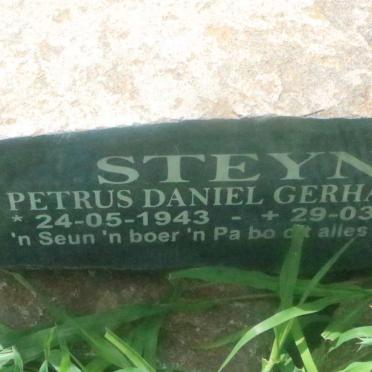 STEYN
PETRUS DANIEL GERHA
* 24-05-1943 - + 29-03
'n Seun 'n boer 'n Pa bo dit alles